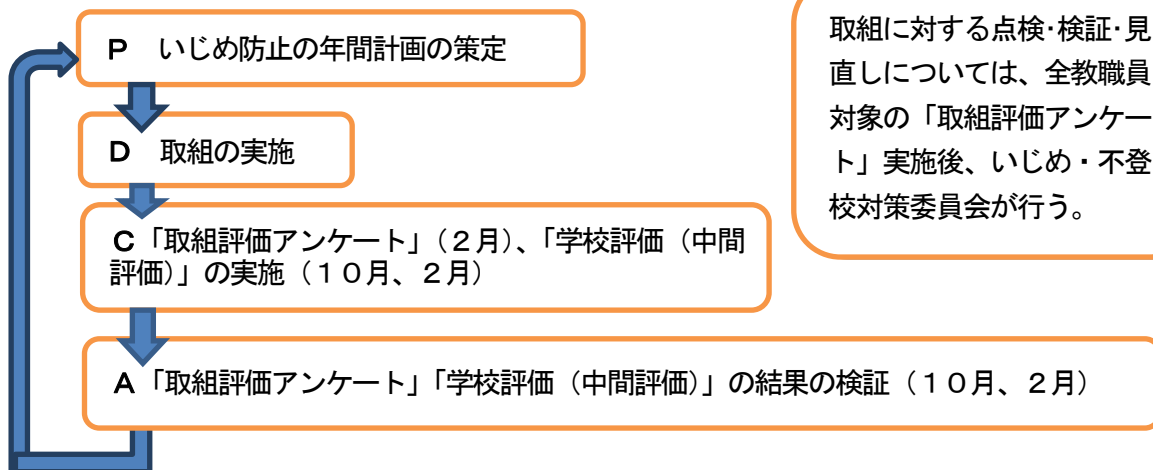 P　いじめ防止の年間計画の策定
D　取組の実施
C「取組評価アンケート」（２月）、「学校評価（中間
評価）」の実施（１０月、２月）
A「取組評価アンケート」「学校評価（中間評価）」の結果の検証（１０月、２月）
取組に対する点検・検証・見
直しについては、全教職員
対象の「取組評価アンケー
ト」実施後、いじめ・不登
校対策委員会が行う。